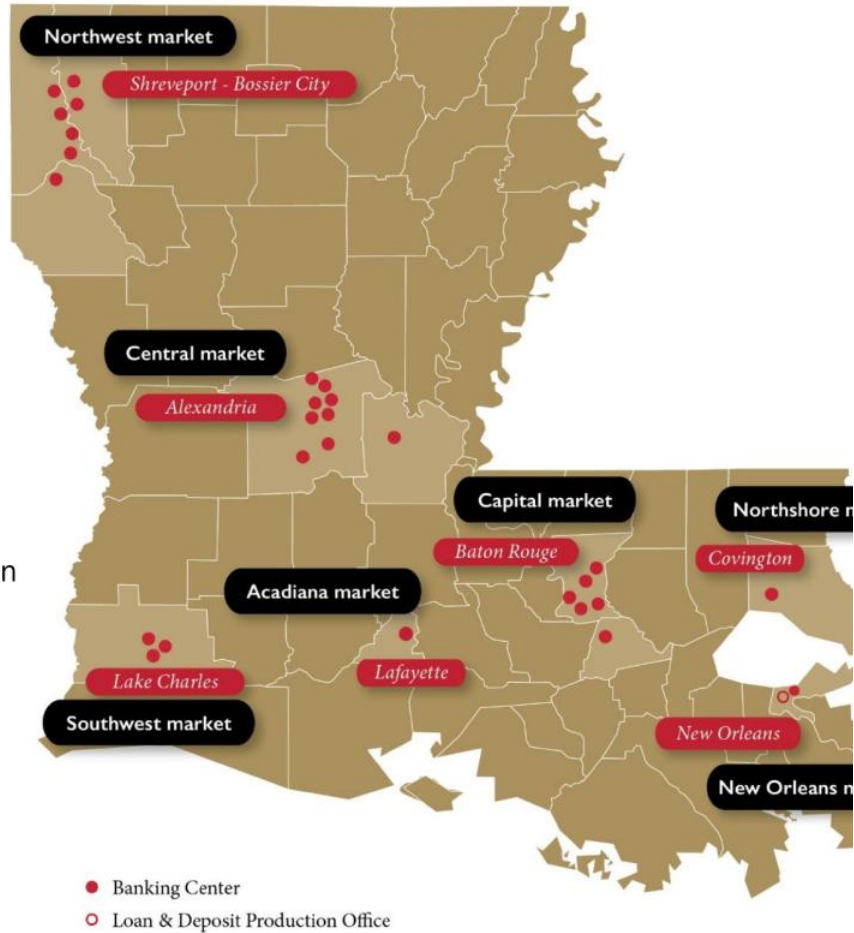 Northwest market
Shreveport - Bossier City
Central market
Alexandria
Capital market
Northshore
Baton Rouge
Covington
n
Acadiana market
Lake Charles
Lafayette
Southwest market
New Orleans
New Orleans
Banking Center
Loan & Deposit Production Office